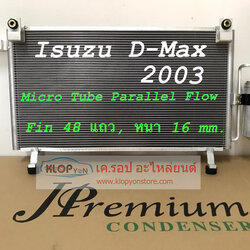 Isuzu D-Max
2003
Micro Tube Parallel Flow
Fin 48 แถว, หนา 16 mm.
KLOPyon เค.รอป อะไหล่ยนต์
www.klopyonstore.com
Premium
CONDENSER